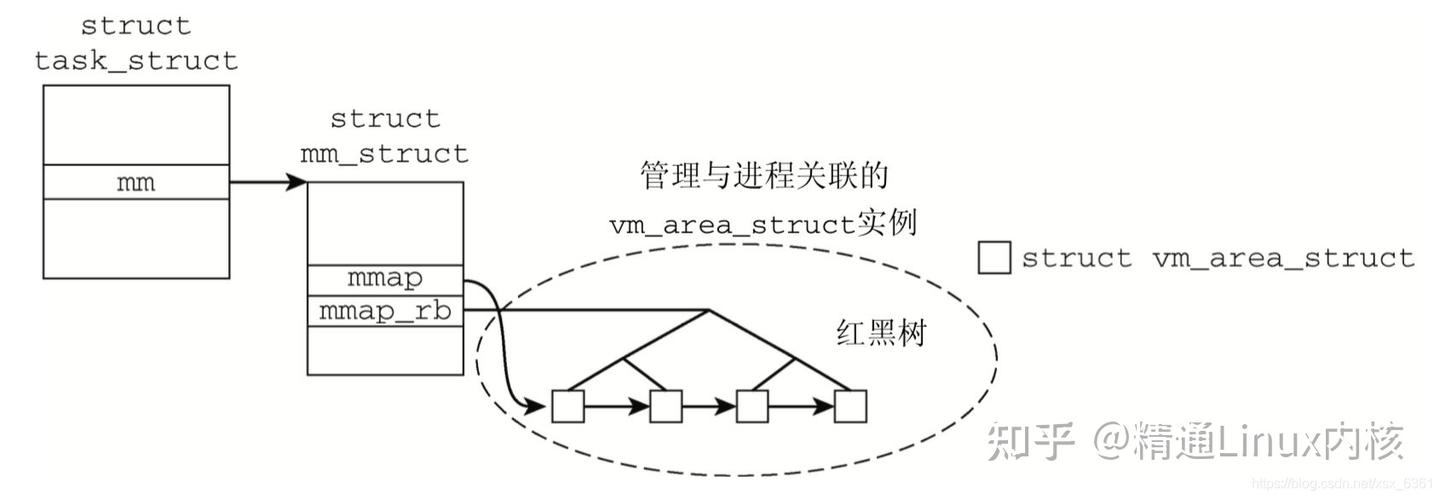 struct
task_struct
mm
struct
mm_struct
mmap
mmap_rb
管理与进程关联的
vm_area_struct实例
红黑树
struct vm_area_struct
知乎 @精通Linux内核
https://blog.csdn.net/xsx_6361